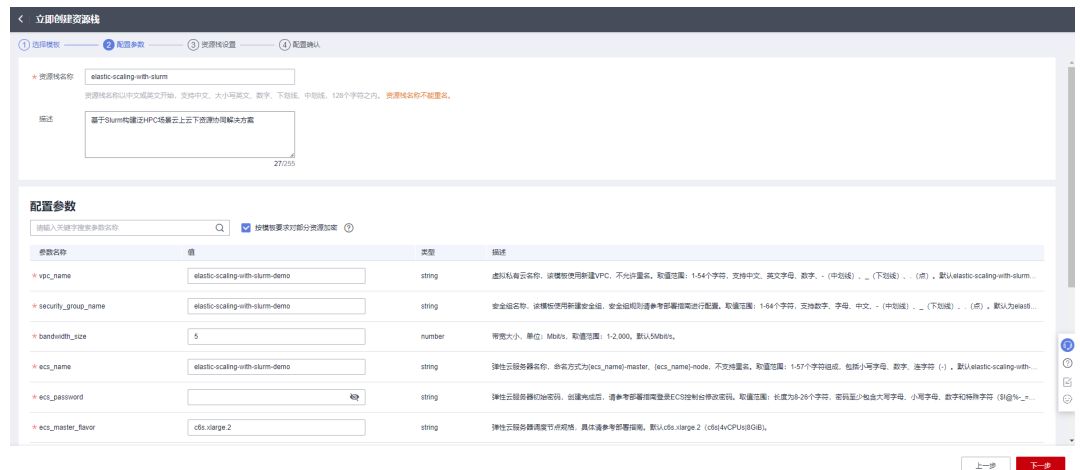 立即创建资源栈
1 选择模板
2 配置参数
3 资源栈设置
4 配置确认
* 资源栈名称
elastic-scaling-with-slurm
资源栈名称以中文或英文开始，支持中文、大小写英文、数字、下划线、中划线，128个字符之内。资源栈名称不能重名。
描述
基于Slurm构建泛HPC场景云上云下资源协同解决方案
27/255
配置参数
请输入关键字搜索参数名称
按模板要求对部分资源加密
参数名称 值 类型 描述
* vpc_name elastic-scaling-with-slurm-demo string 虚拟私有云名称，该模板使用新建VPC，不允许重名。取值范围：1-54个字符，支持中文、英文字母、数字、-（中划线）、_（下划线）、.（点）。默认elastic-scaling-with-slurm...
* security_group_name elastic-scaling-with-slurm-demo string 安全组名称，该模板使用新建安全组，安全组规则请参考部署指南进行配置。取值范围：1-64个字符，支持数字、字母、中文、-（中划线）、_（下划线）、.（点）。默认为elasti...
* bandwidth_size 5 number 带宽大小，单位：Mbit/s，取值范围：1-2,000。默认5Mbit/s。
* ecs_name elastic-scaling-with-slurm-demo string 弹性云服务器名称，命名方式为{ecs_name}-master，{ecs_name}-node，不支持重名。取值范围：1-57个字符组成，包括小写字母、数字、连字符（-）。默认elastic-scaling-with-...
* ecs_password string 弹性云服务器初始密码，创建完成后，请参考部署指南登录ECS控制台修改密码。取值范围：长度为8-26个字符，密码至少包含大写字母、小写字母、数字和特殊字符（$!@%-_=...
* ecs_master_flavor c6s.xlarge.2 string 弹性云服务器调度节点规格，具体请参考部署指南。默认c6s.xlarge.2（c6s|4vCPUs|8GiB)。
上一步
下一步